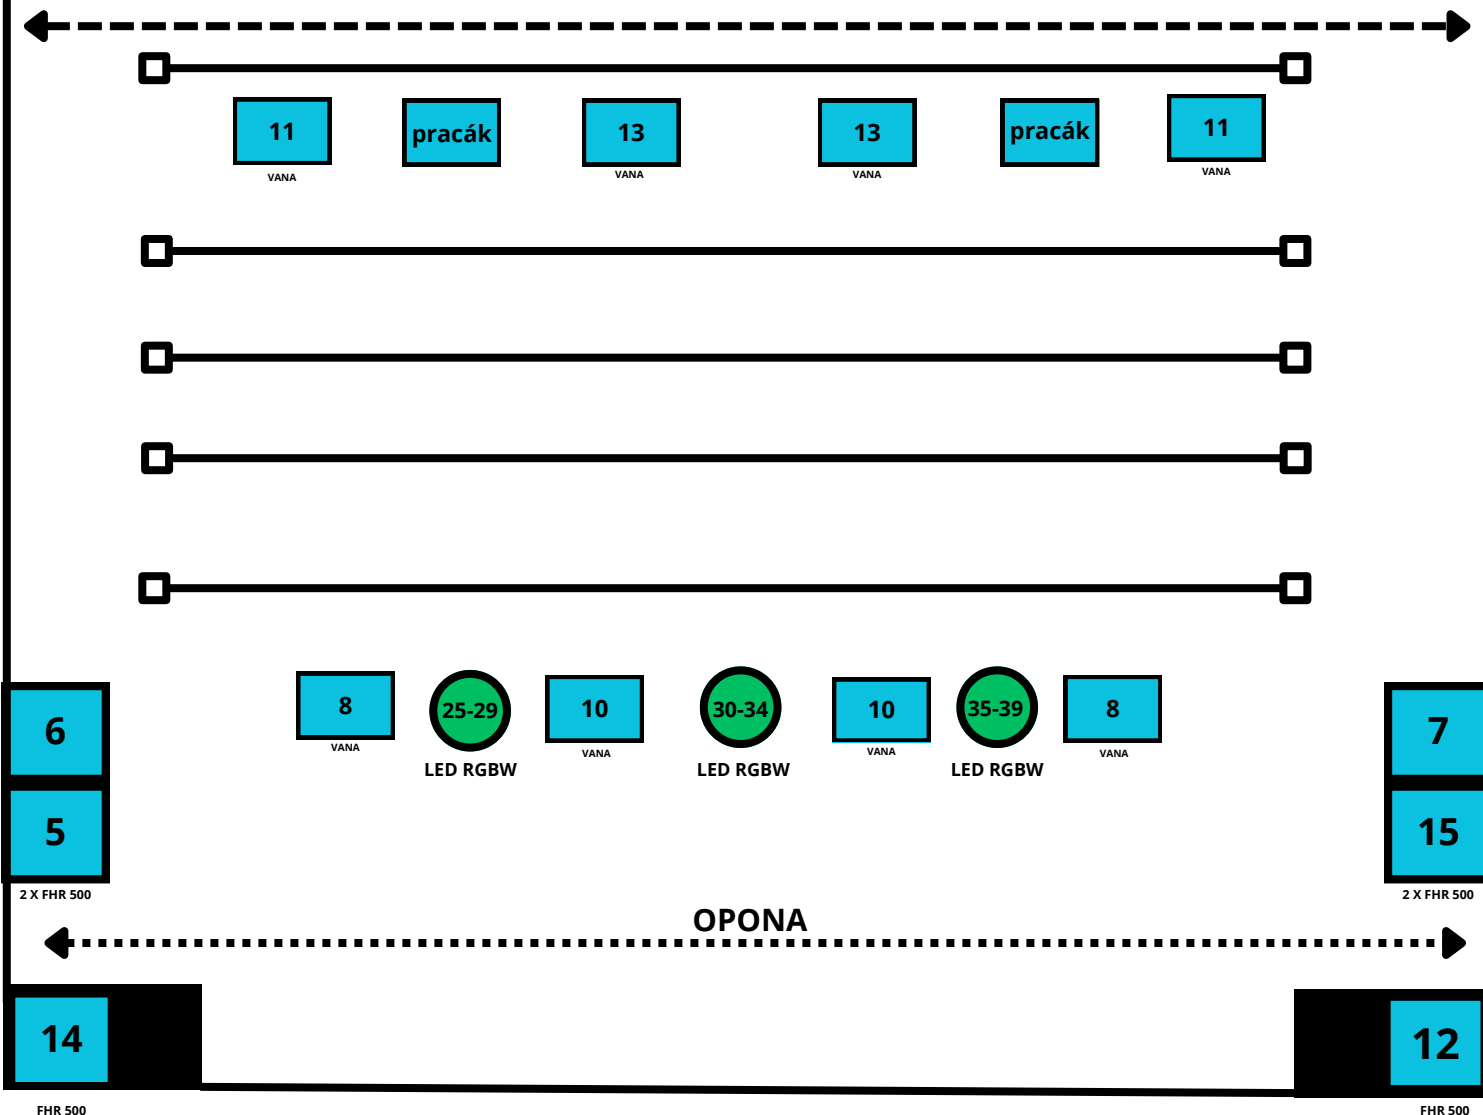 11
pracák
13
13
pracák
11
VANA
VANA
VANA
VANA
8
25-29
10
30-34
10
35-39
8
VANA
LED RGBW
VANA
LED RGBW
VANA
LED RGBW
VANA
6
7
5
15
2 X FHR 500
2 X FHR 500
OPONA
14
12
FHR 500
FHR 500